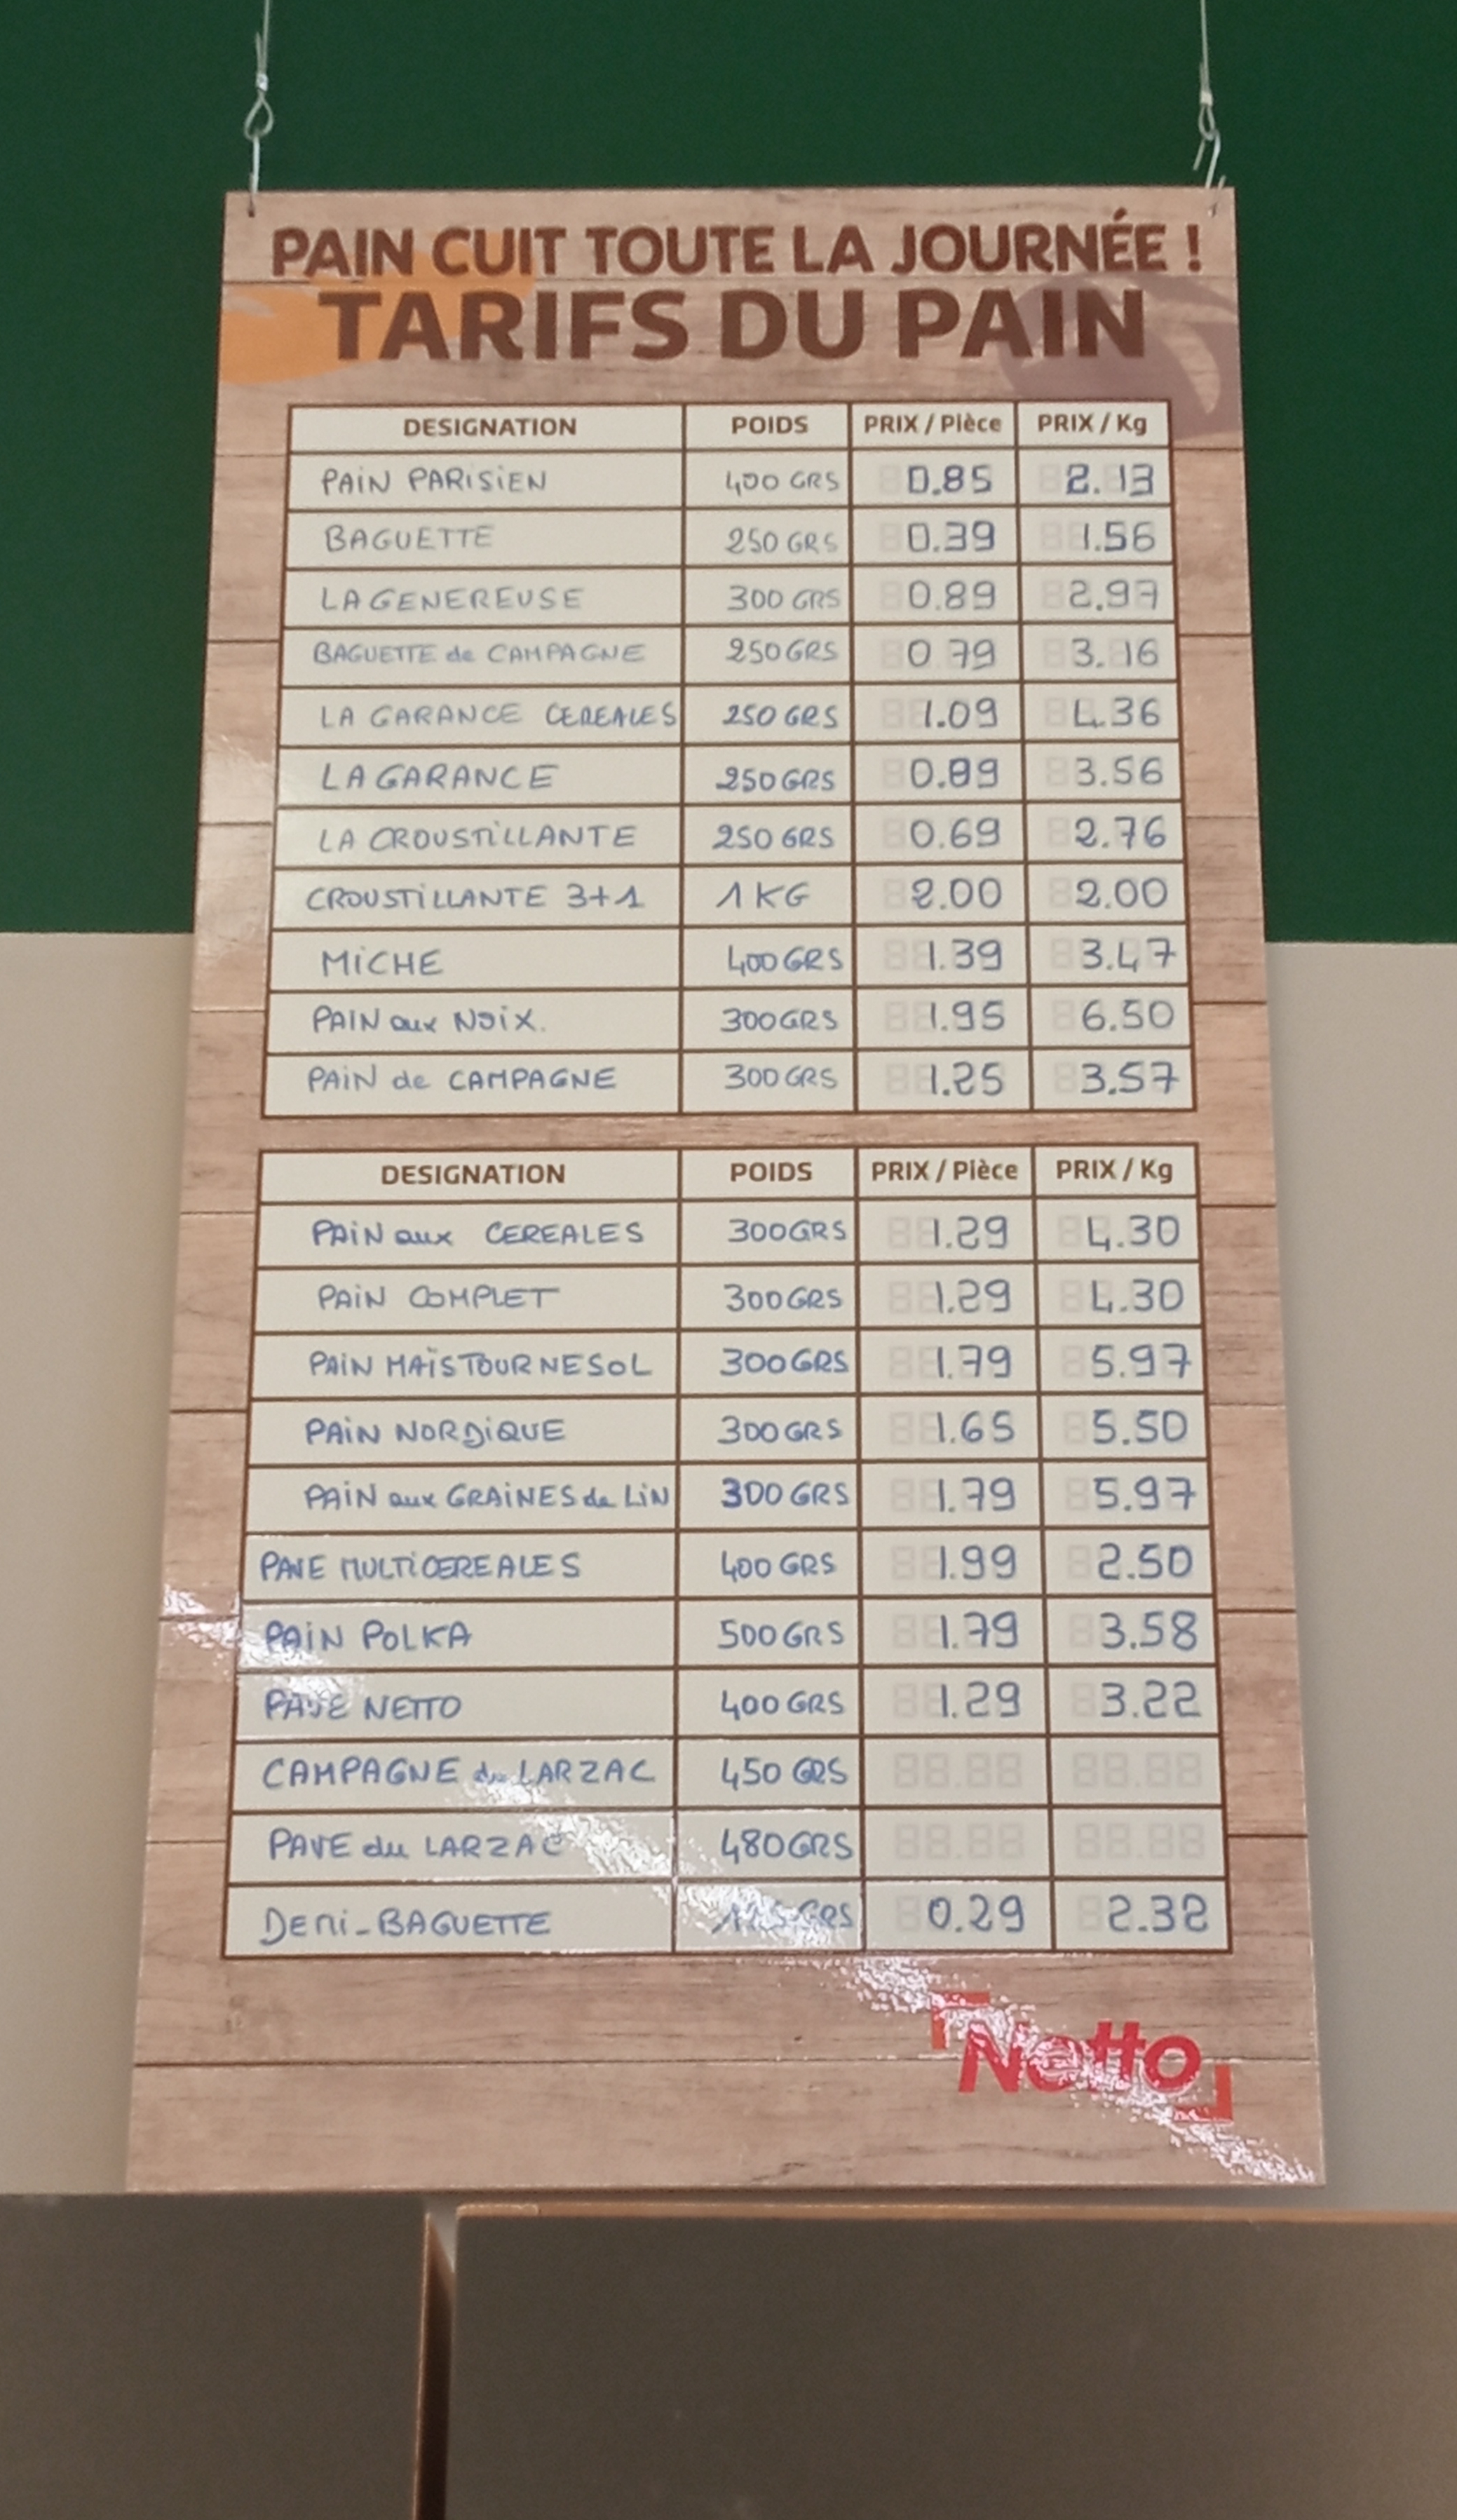 PAIN CUIT TOUTE LA JOURNÉE !
TARIFS DU PAIN
DESIGNATION POIDS PRIX / Pièce PRIX / Kg
PAIN PARISIEN 400 GRS 0.85 2.13
BAGUETTE 250 GRS 0.39 1.56
LA GENEREUSE 300 GRS 0.89 2.97
BAGUETTE de CAMPAGNE 250 GRS 0.79 3.16
LA GARANCE CEREALES 250 GRS 1.09 4.36
LA GARANCE 250 GRS 0.89 3.56
LA CROUSTILLANTE 250 GRS 0.69 2.76
CROUSTILLANTE 3+1 1 KG 2.00 2.00
MICHE 400 GRS 1.39 3.47
PAIN aux NOIX. 300 GRS 1.95 6.50
PAIN de CAMPAGNE 300 GRS 1.25 3.57
DESIGNATION POIDS PRIX / Pièce PRIX / Kg
PAIN aux CEREALES 300 GRS 1.29 4.30
PAIN COMPLET 300 GRS 1.29 4.30
PAIN MAÏS TOURNESOL 300 GRS 1.79 5.97
PAIN NORDIQUE 300 GRS 1.65 5.50
PAIN aux GRAINES de LIN 300 GRS 1.79 5.97
PAVE MULTICEREALES 400 GRS 1.99 2.50
PAIN POLKA 500 GRS 1.79 3.58
PAVE NETTO 400 GRS 1.29 3.22
CAMPAGNE du LARZAC 450 GRS
PAVE du LARZAC 480 GRS
DEMI-BAGUETTE GRS 0.29 2.32
Netto